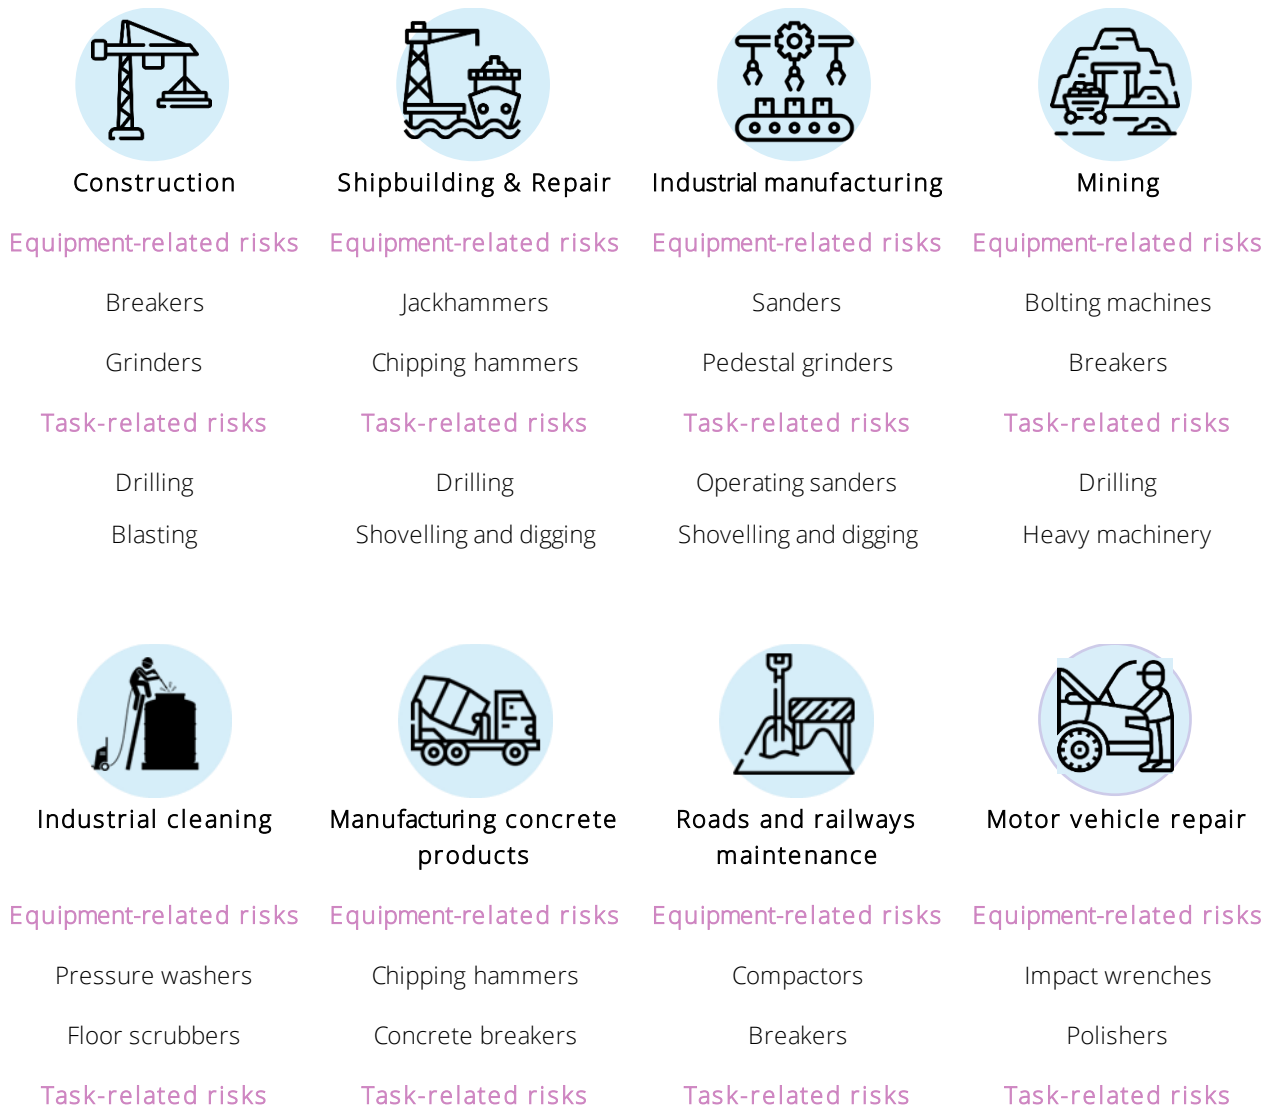 Construction
Shipbuilding & Repair
Industrial manufacturing
Mining
Equipment-related risks
Equipment-related risks
Equipment-related risks
Equipment-related risks
Breakers
Jackhammers
Sanders
Bolting machines
Grinders
Chipping hammers
Pedestal grinders
Breakers
Task-related risks
Task-related risks
Task-related risks
Task-related risks
Drilling
Drilling
Operating sanders
Drilling
Blasting
Shovelling and digging
Shovelling and digging
Heavy machinery
Industrial cleaning
Manufacturing concrete
products
Roads and railways
maintenance
Motor vehicle repair
Equipment-related risks
Equipment-related risks
Equipment-related risks
Equipment-related risks
Pressure washers
Chipping hammers
Compactors
Impact wrenches
Floor scrubbers
Concrete breakers
Breakers
Polishers
Task-related risks
Task-related risks
Task-related risks
Task-related risks